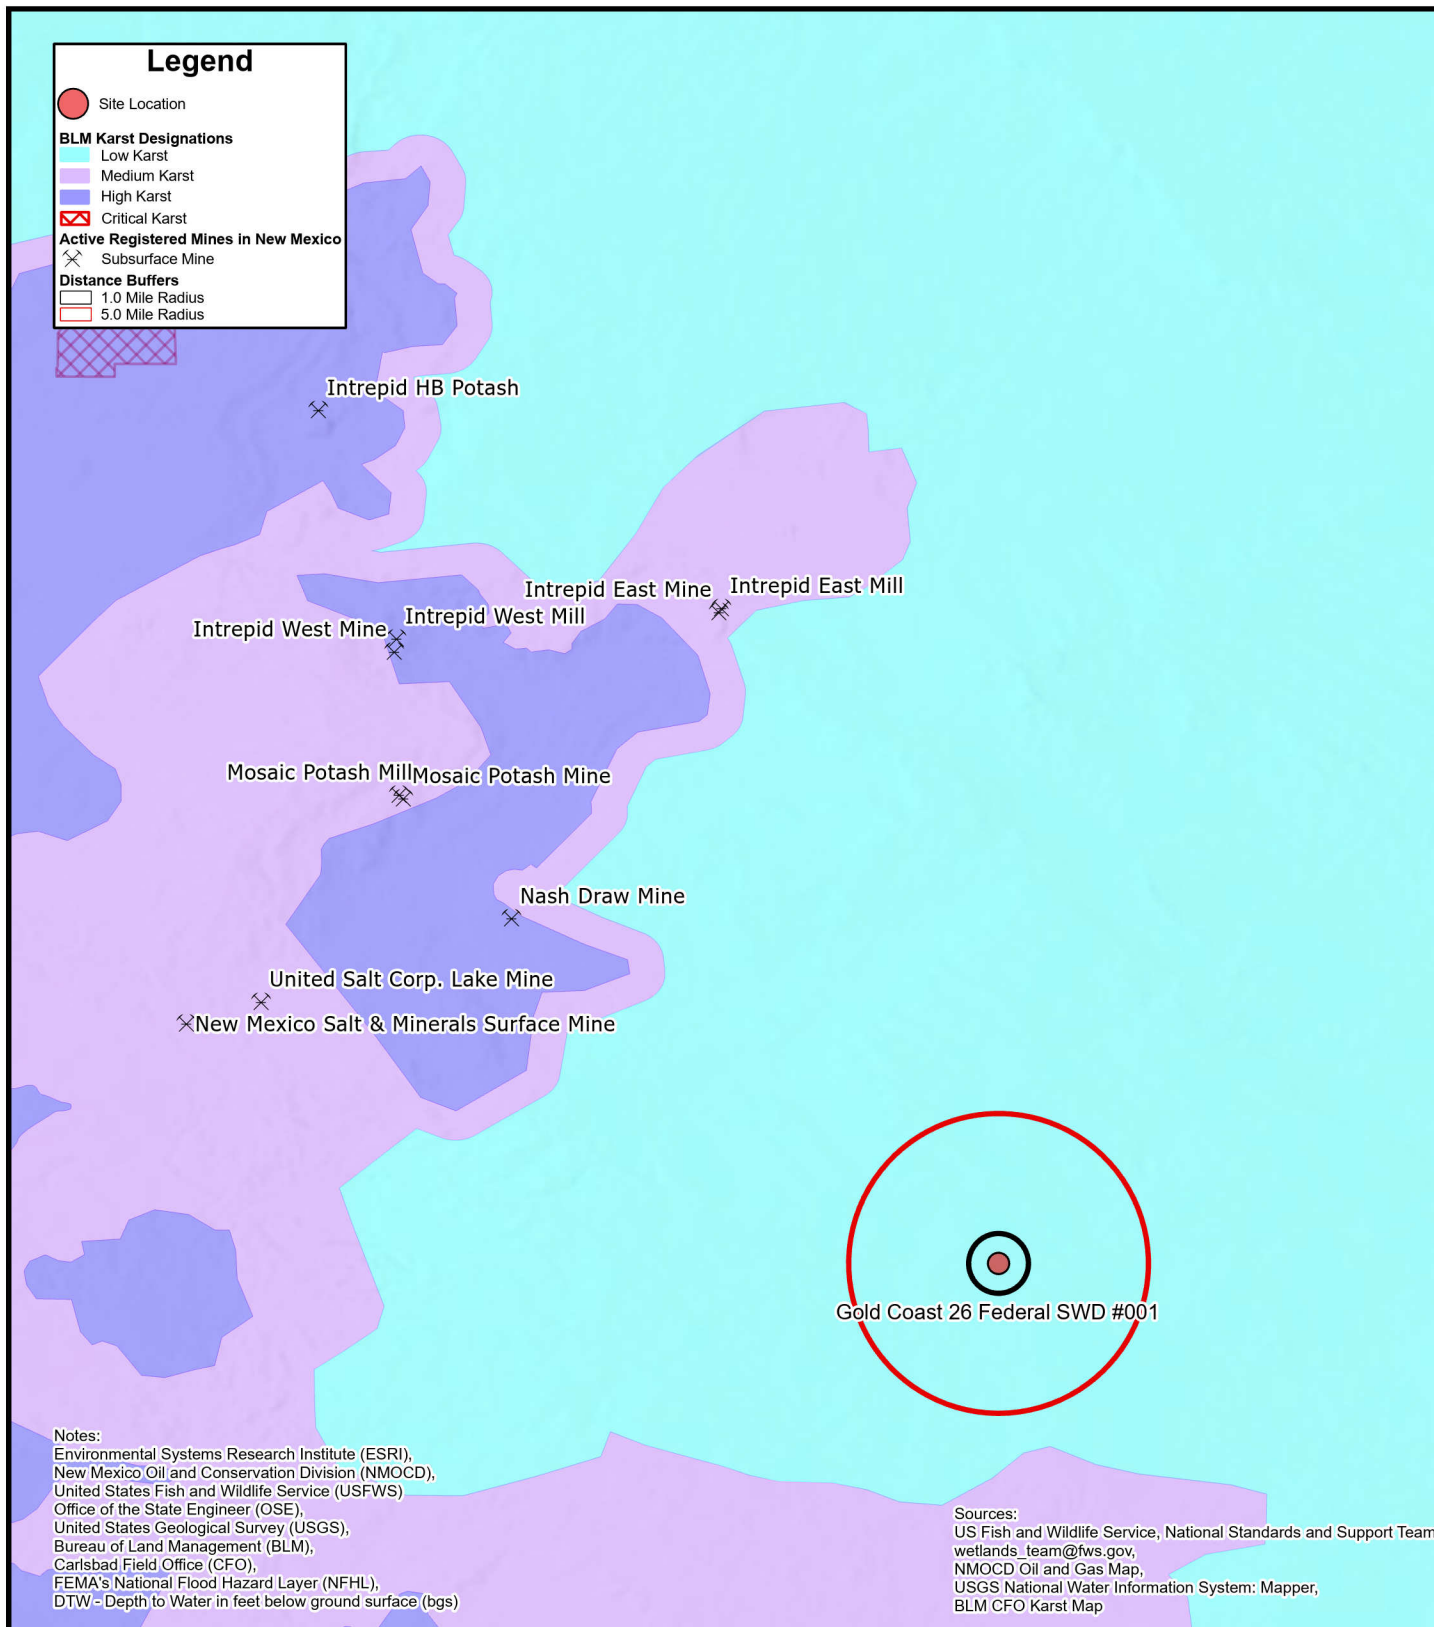 Legend
Site Location
BLM Karst Designations
Low Karst
Medium Karst
High Karst
Critical Karst
Active Registered Mines in New Mexico
Subsurface Mine
Distance Buffers
1.0 Mile Radius
5.0 Mile Radius
Intrepid HB Potash
Intrepid East Mine
Intrepid East Mill
Intrepid West Mill
Intrepid West Mine
Mosaic Potash Mill
Mosaic Potash Mine
Nash Draw Mine
United Salt Corp. Lake Mine
New Mexico Salt & Minerals Surface Mine
Gold Coast 26 Federal SWD #001
Notes:
Environmental Systems Research Institute (ESRI),
New Mexico Oil and Conservation Division (NMOCD),
United States Fish and Wildlife Service (USFWS)
Office of the State Engineer (OSE),
United States Geological Survey (USGS),
Bureau of Land Management (BLM),
Carlsbad Field Office (CFO),
FEMA's National Flood Hazard Layer (NFHL),
DTW - Depth to Water in feet below ground surface (bgs)
Sources:
US Fish and Wildlife Service, National Standards and Support Team
wetlands_team@fws.gov,
NMOCD Oil and Gas Map,
USGS National Water Information System: Mapper,
BLM CFO Karst Map